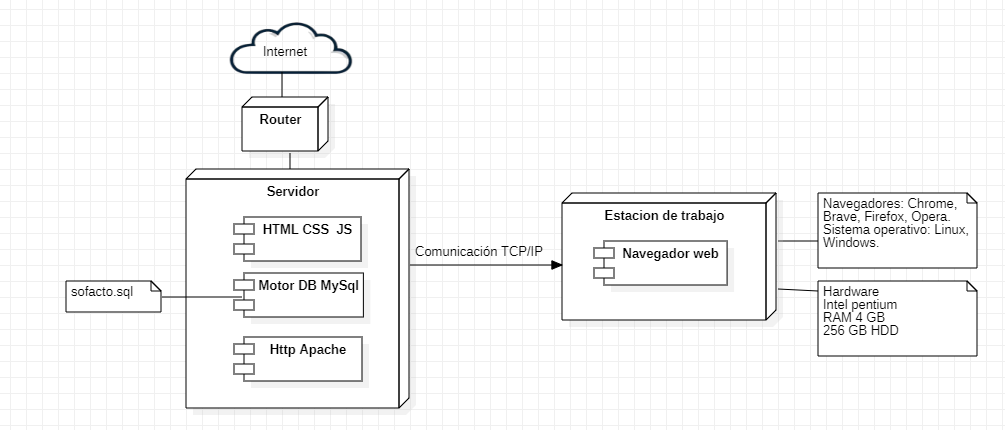 Internet
Router
Servidor
HTML CSS JS
Motor DB MySql
Http Apache
sofacto.sql
Comunicación TCP/IP
Estacion de trabajo
Navegador web
Navegadores: Chrome,
Brave, Firefox, Opera.
Sistema operativo: Linux,
Windows.
Hardware
Intel pentium
RAM 4 GB
256 GB HDD